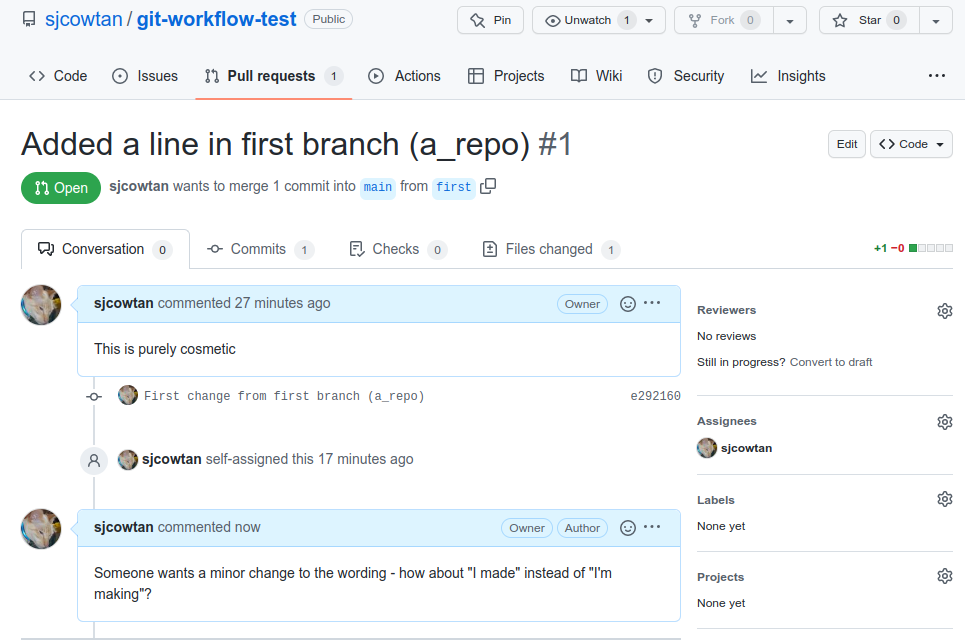 sjcowtan / git-workflow-test Public Pin Unwatch 1 Fork 0 Star 0
Code Issues Pull requests 1 Actions Projects Wiki Security Insights
Added a line in first branch (a_repo) #1
Edit Code
Open sjcowtan wants to merge 1 commit into main from first
Conversation 0 Commits 1 Checks 0 Files changed 1 +1 −0
sjcowtan commented 27 minutes ago Owner
This is purely cosmetic
First change from first branch (a_repo) e292160
sjcowtan self-assigned this 17 minutes ago
sjcowtan commented now Owner Author
Someone wants a minor change to the wording - how about "I made" instead of "I'm
making"?
Reviewers
No reviews
Still in progress? Convert to draft
Assignees
sjcowtan
Labels
None yet
Projects
None yet